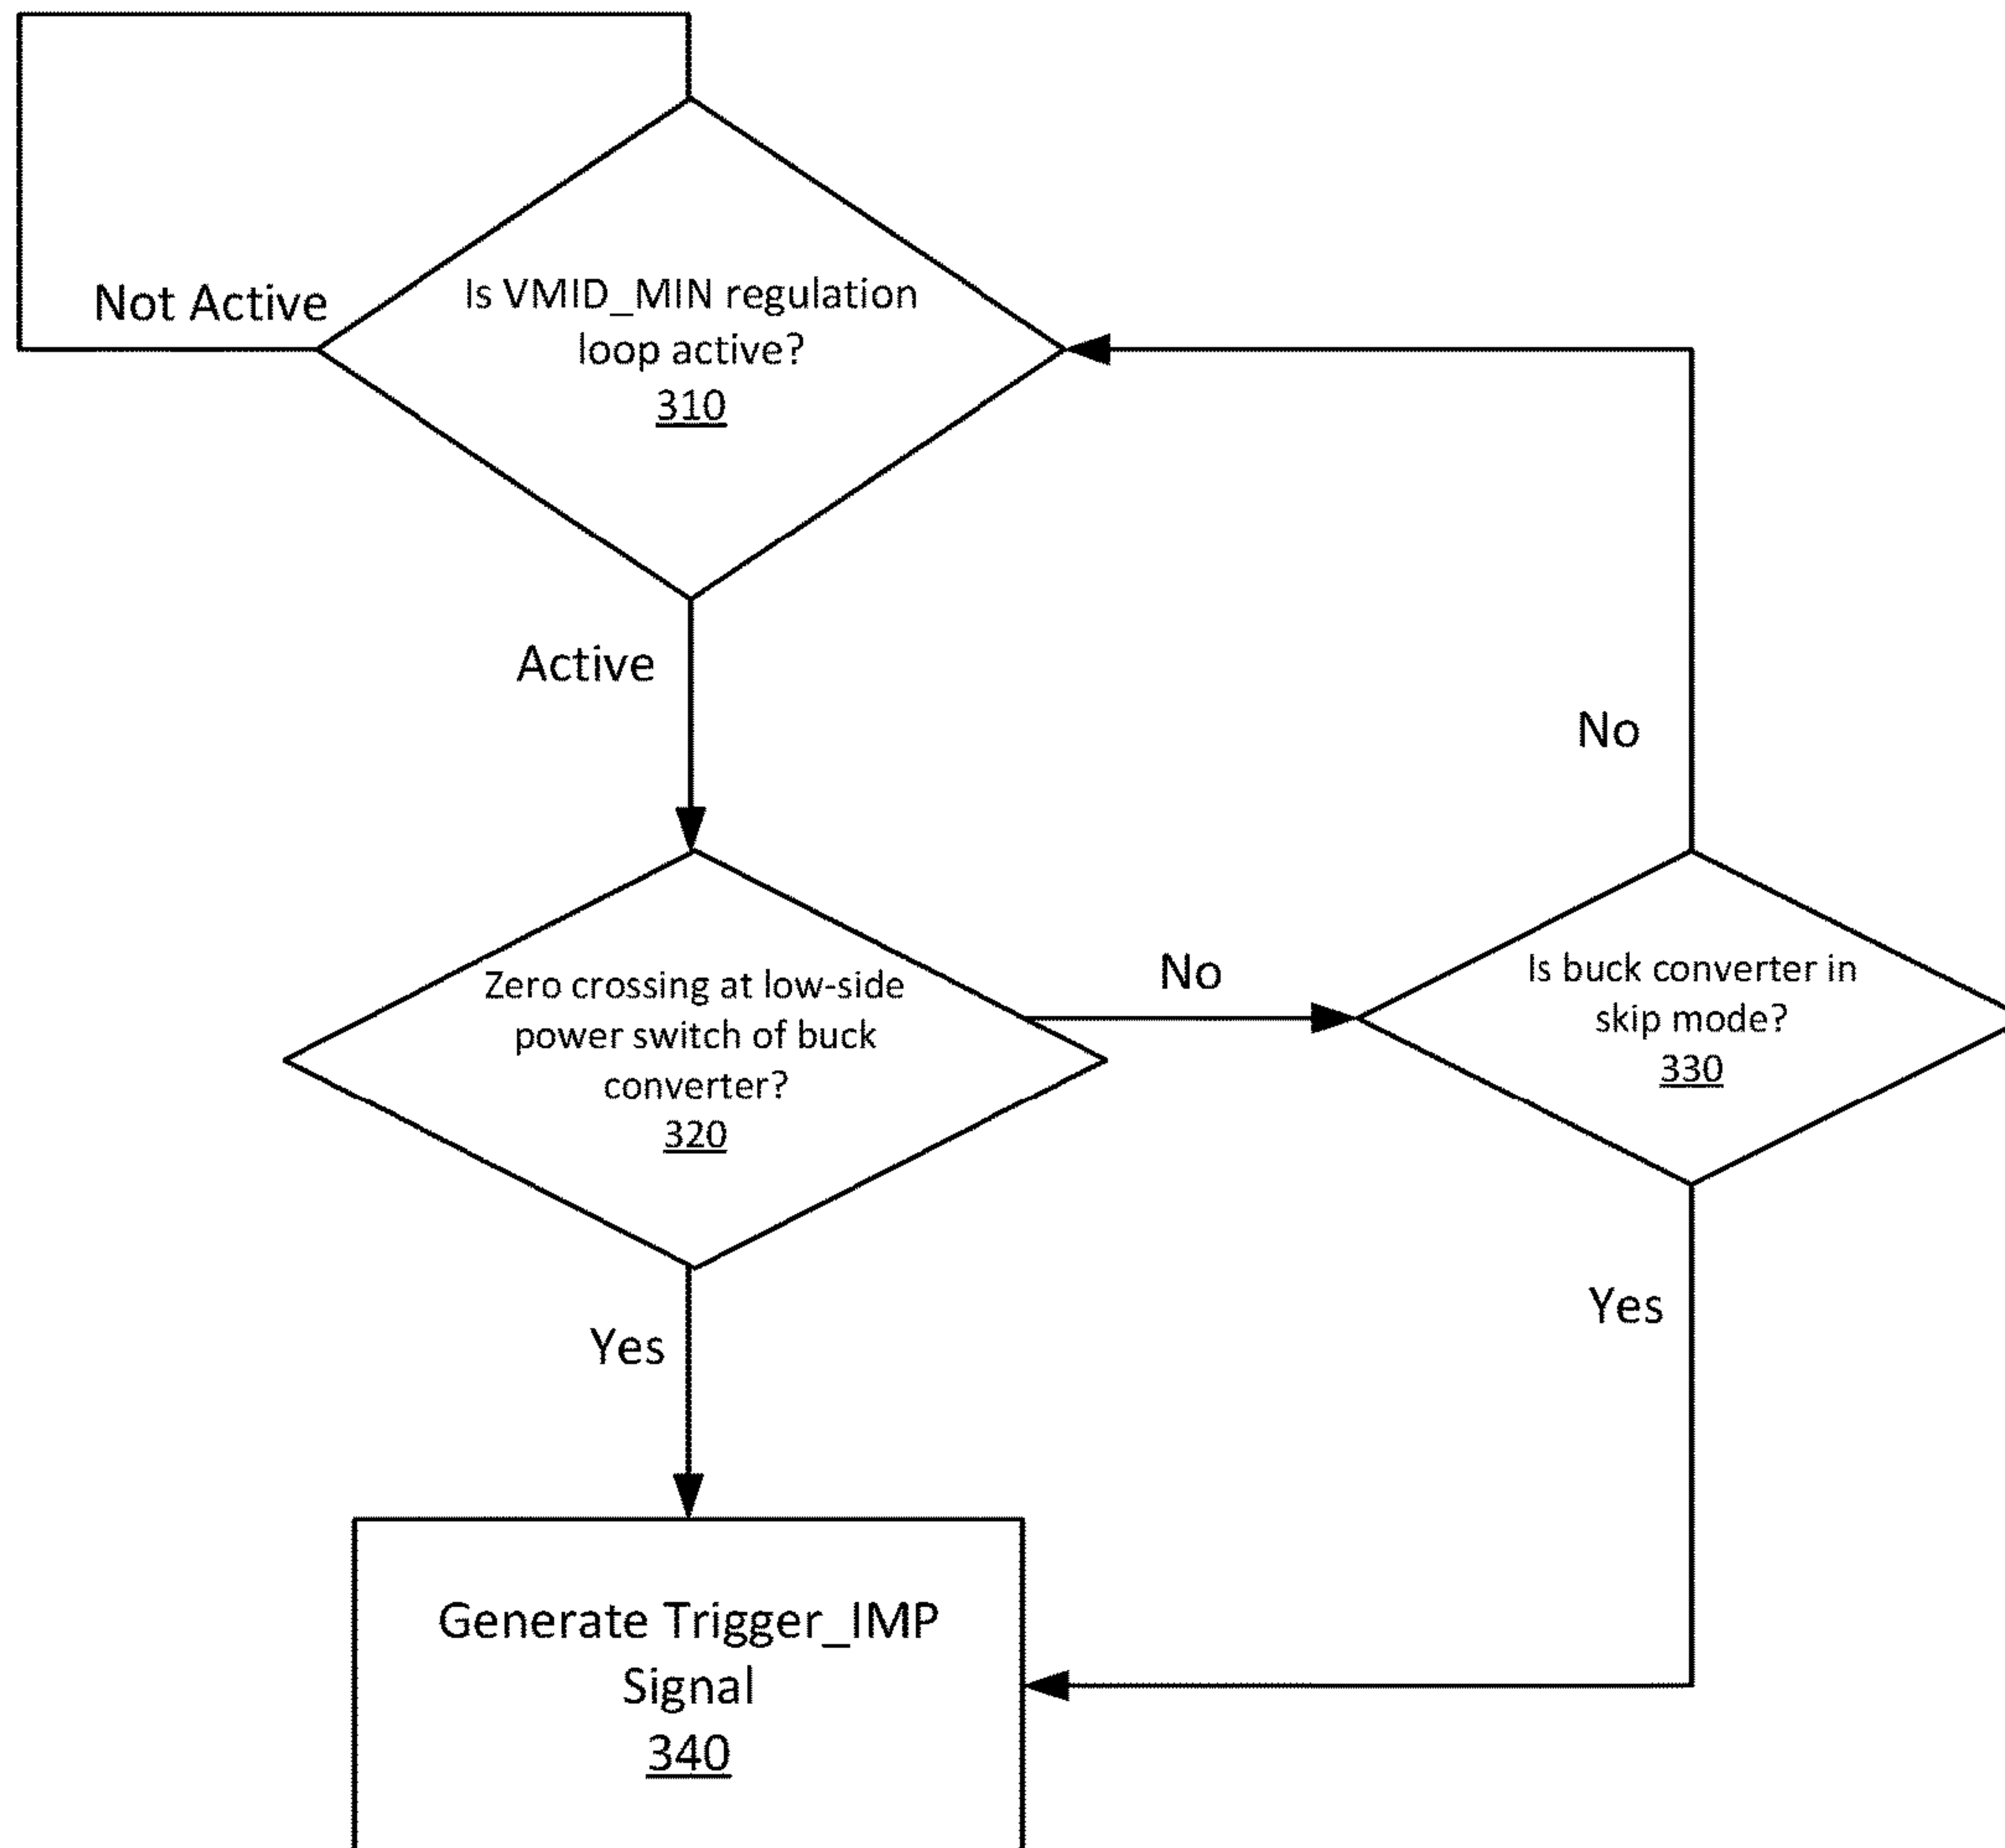 Not Active
Is VMID_MIN regulation
loop active?
310
Active
No
Zero crossing at low-side
power switch of buck
converter?
320
No
Is buck converter in
skip mode?
330
Yes
Yes
Generate Trigger_IMP
Signal
340